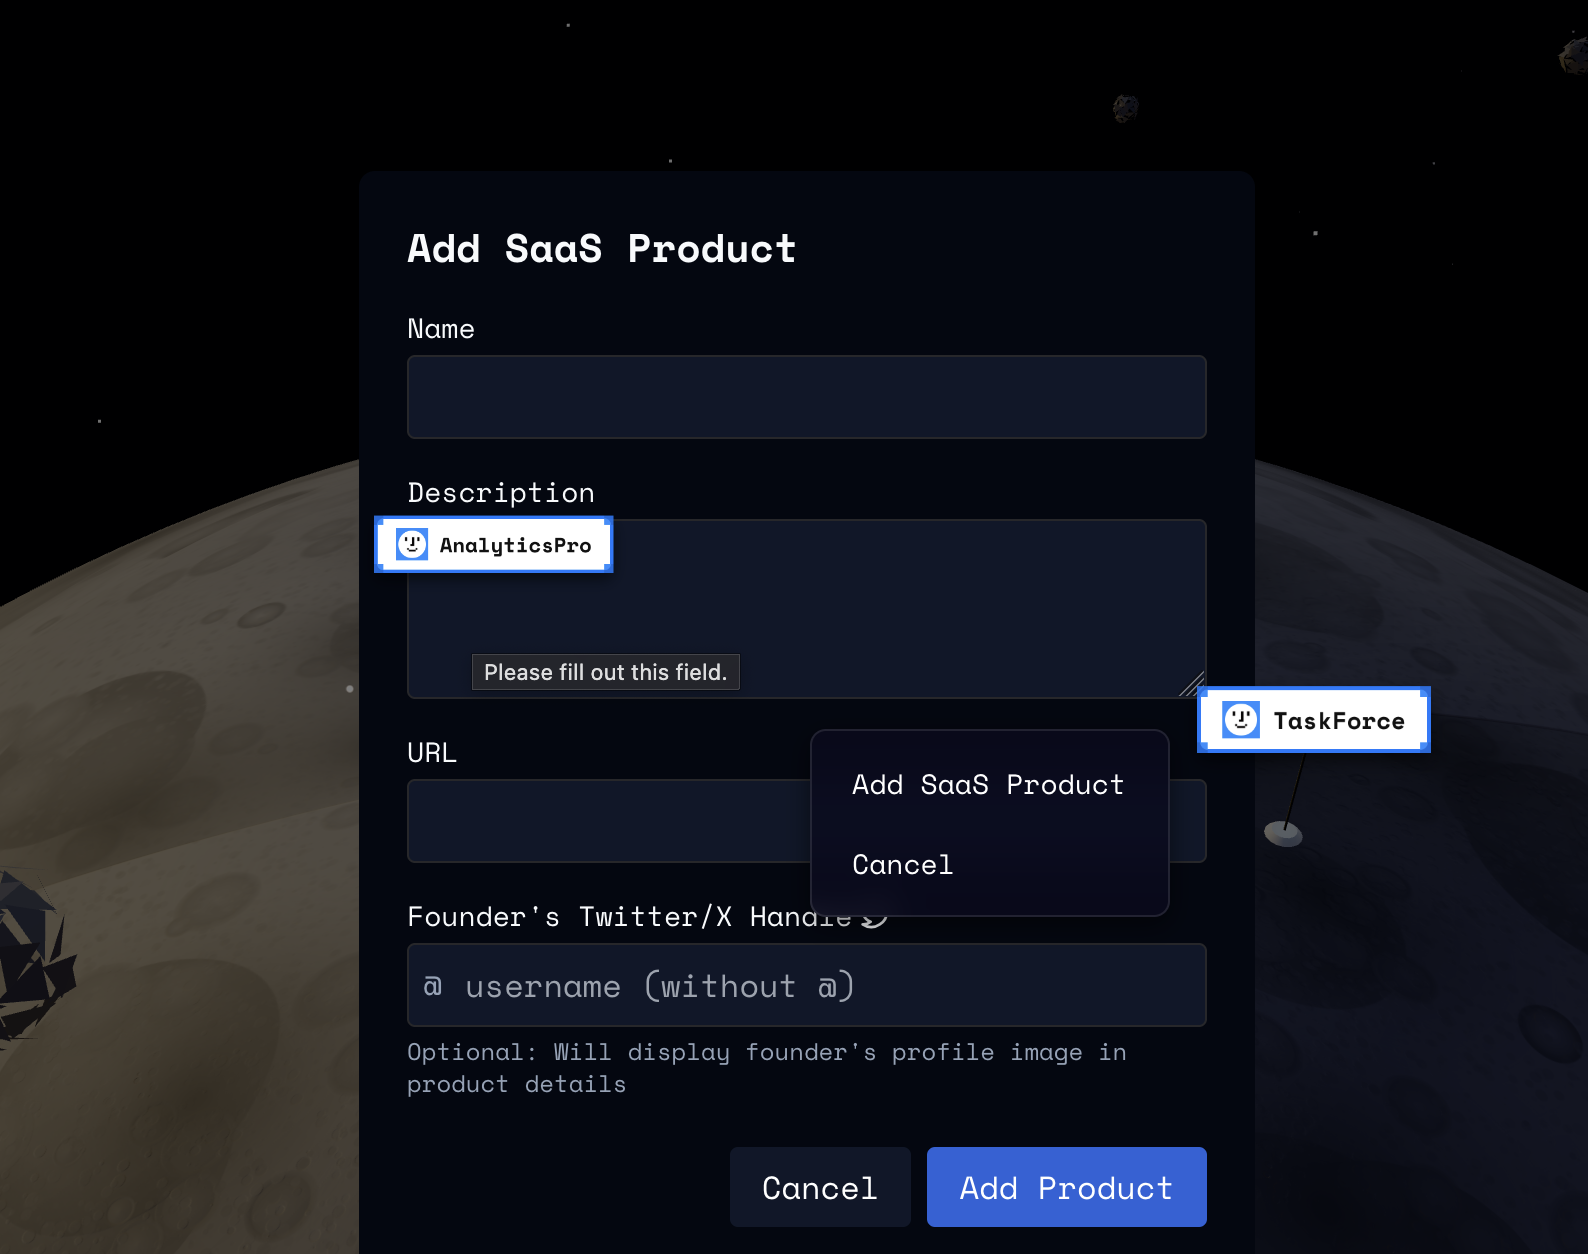 Add SaaS Product
Name
Description
AnalyticsPro
Please fill out this field.
TaskForce
URL
Add SaaS Product
Cancel
Founder's Twitter/X Handle
@ username (without @)
Optional: Will display founder's profile image in
product details
Cancel
Add Product